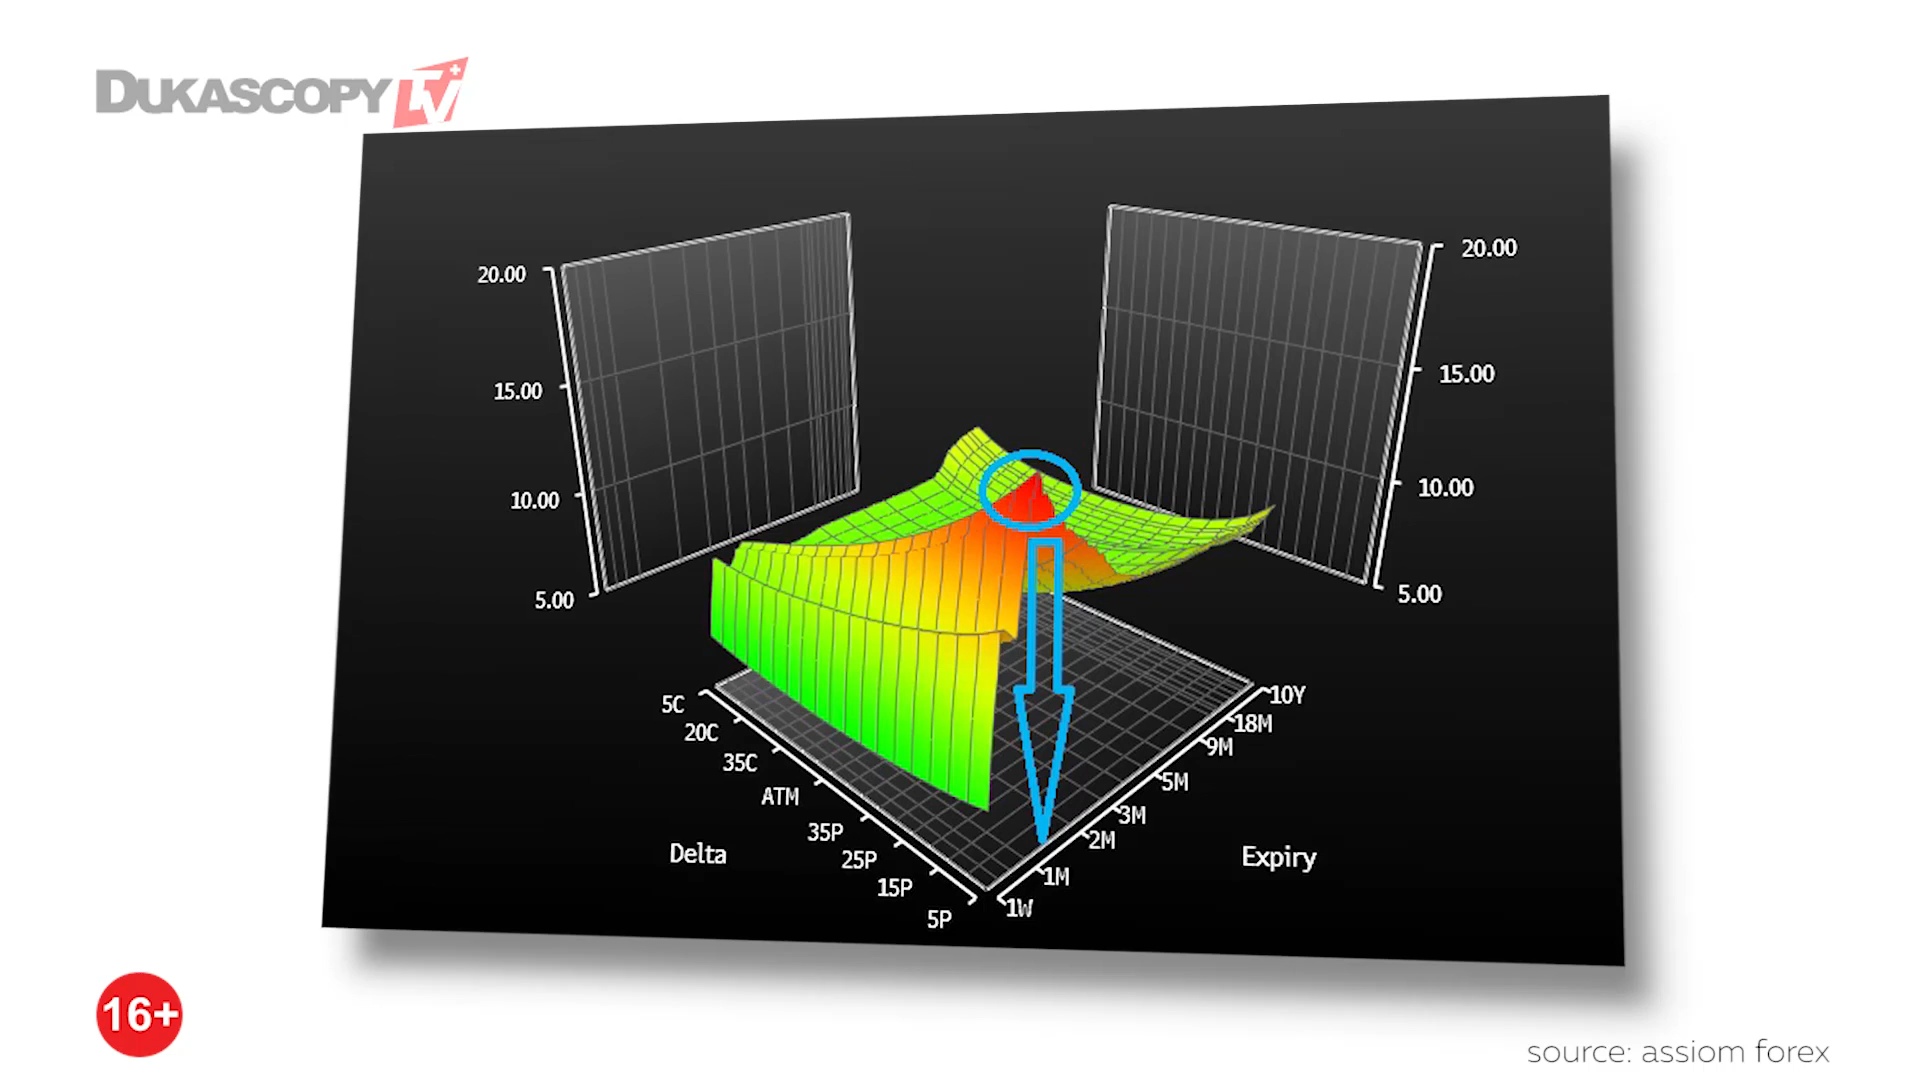 DUKASCOPY TV
20.00
15.00
10.00
5.00
20.00
15.00
10.00
5.00
5C
20C
35C
ATM
35P
25P
15P
5P
Delta
10Y
18M
9M
5M
3M
2M
1M
1W
Expiry
16+
source: assiom forex